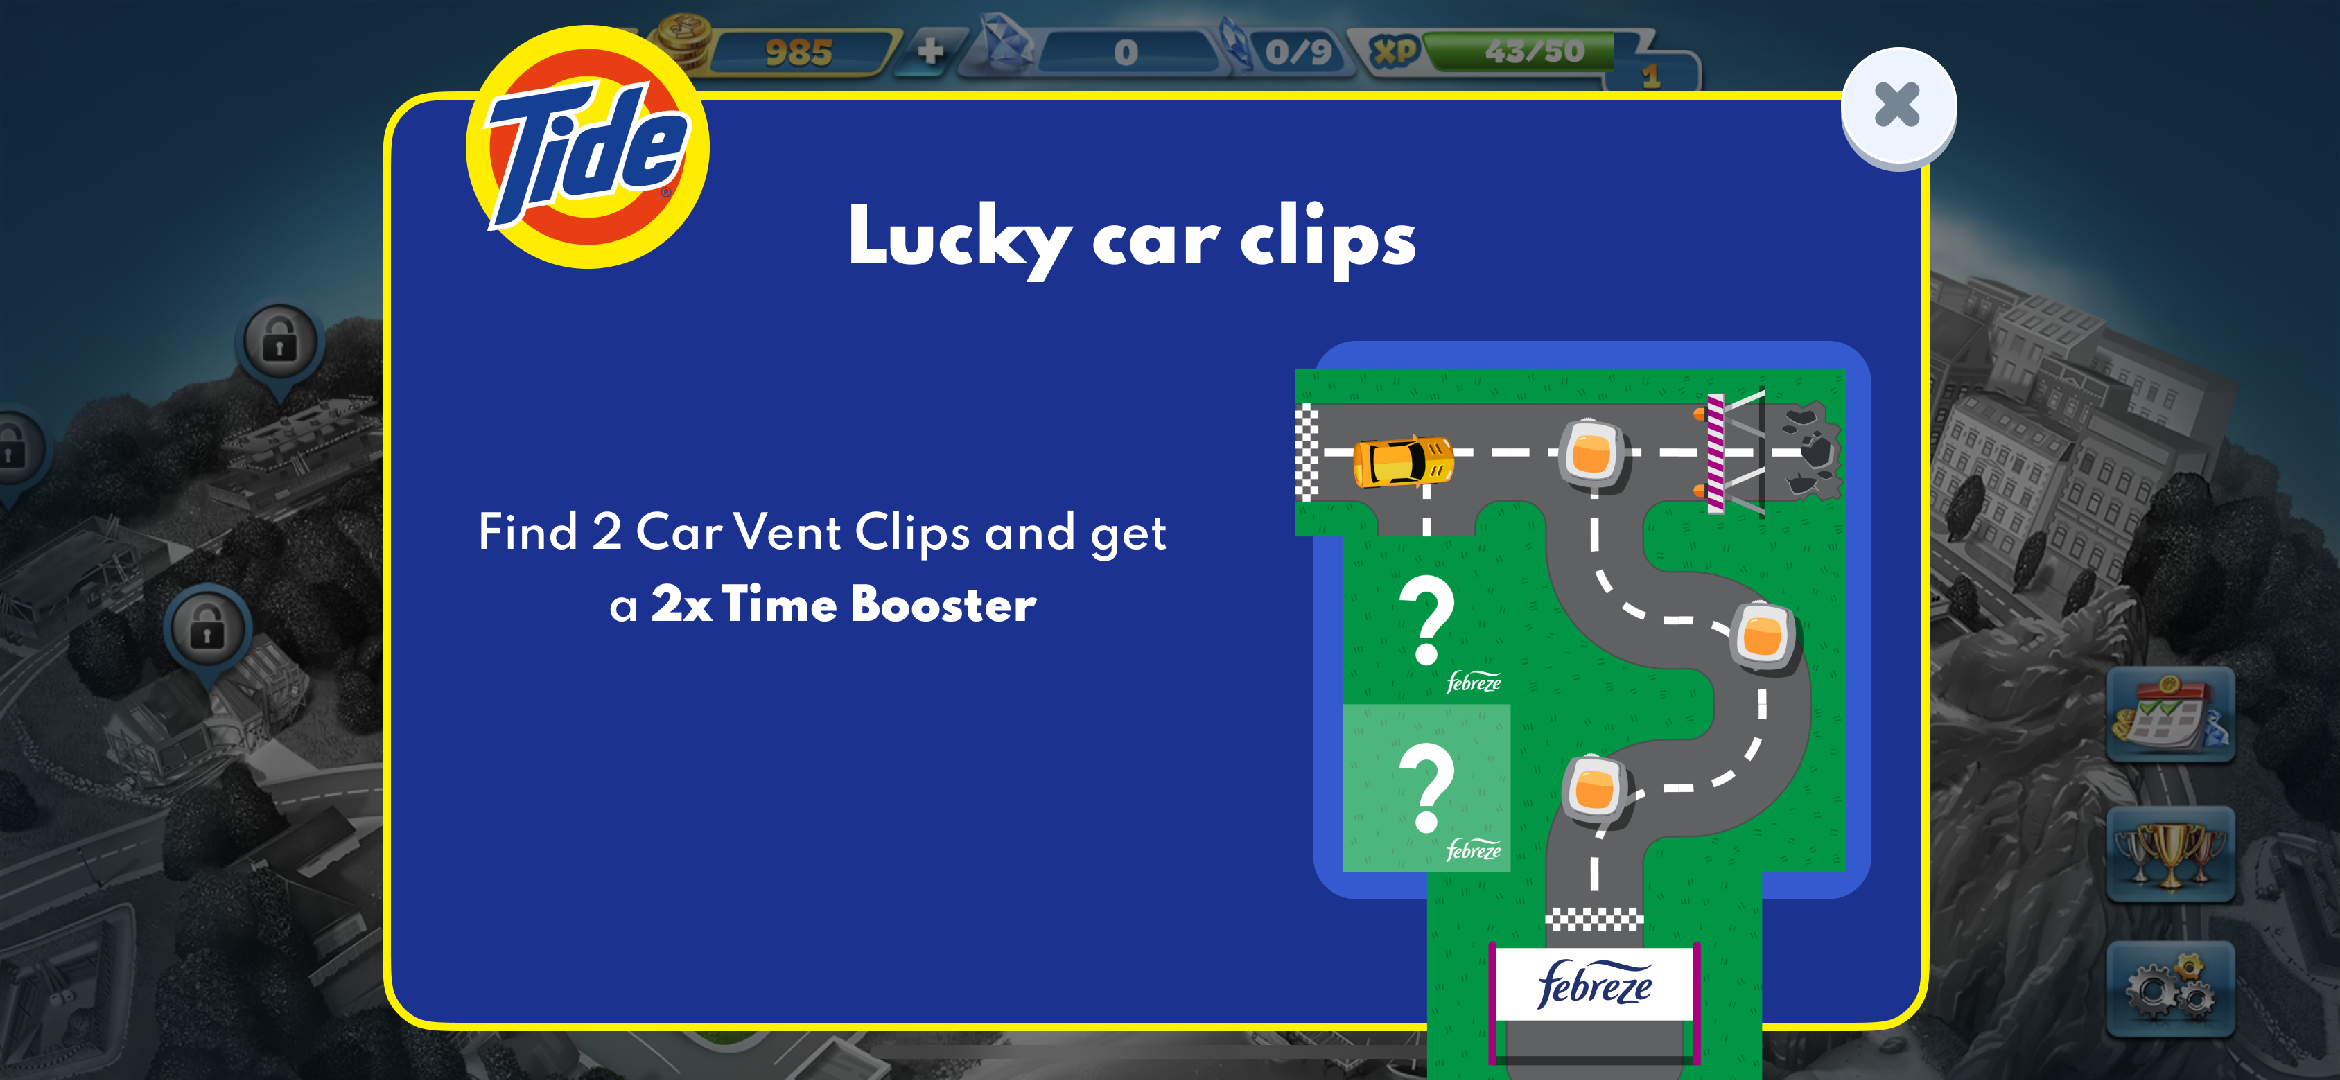 985
+
0
0/9
XP
43/50
1
Tide
®
Lucky car clips
Find 2 Car Vent Clips and get
a 2x Time Booster
?
febreze
?
febreze
febreze